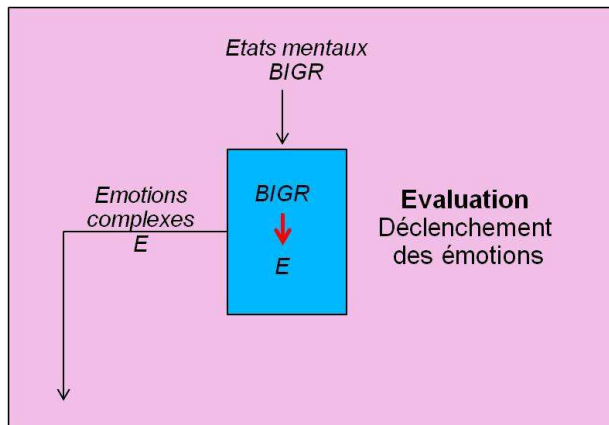 Etats mentaux
BIGR
Emotions
complexes
E
BIGR
E
Evaluation
Déclenchement
des émotions